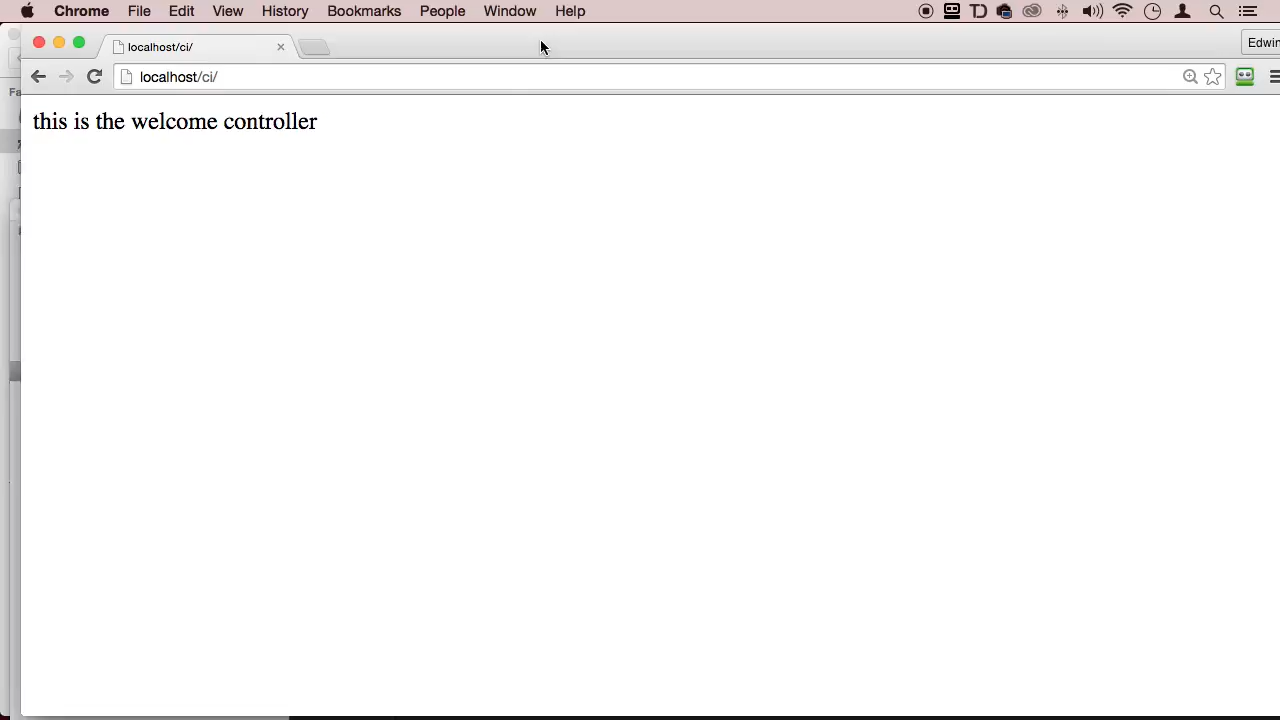 Chrome File Edit View History Bookmarks People Window Help
localhost/ci/
Edwin
localhost/ci/
Fa
this is the welcome controller